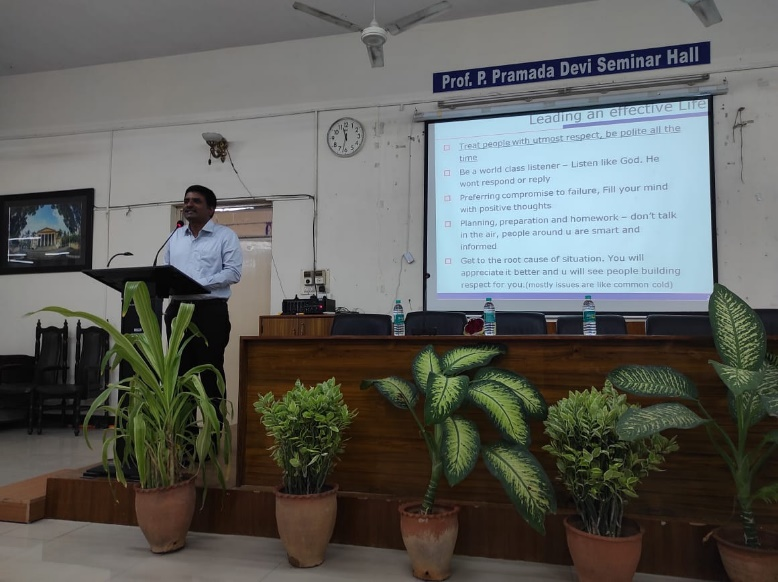 Prof. P. Pramada Devi Seminar Hall
Leading an effective Life
Treat people with utmost respect, be polite all the
time
Be a world class listener – Listen like God. He
wont respond or reply
Preferring compromise to failure, Fill your mind
with positive thoughts
Planning, preparation and homework – don't talk
in the air, people around u are smart and
informed
Get to the root cause of situation. You will
appreciate it better and u will see people building
respect for you.(mostly issues are like common cold)